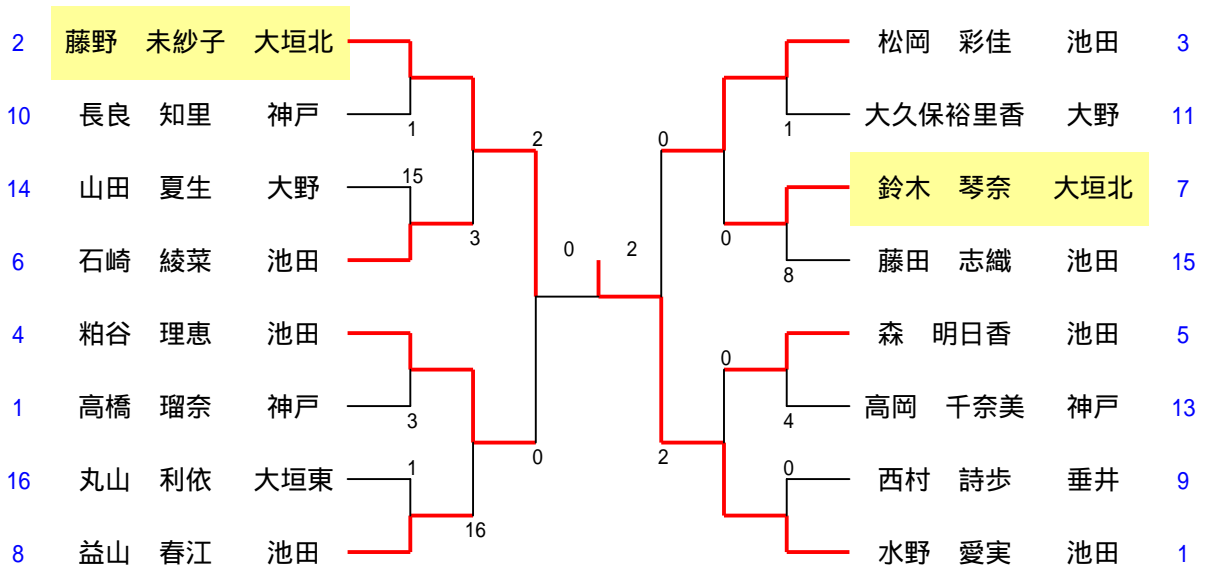 2 藤野 未紗子 大垣北
10 長良 知里 神戸
14 山田 夏生 大野
6 石崎 綾菜 池田
4 粕谷 理恵 池田
1 高橋 瑠奈 神戸
16 丸山 利依 大垣東
8 益山 春江 池田
1
15
3
2
3
1
16
0
0 2
松岡 彩佳 池田 3
大久保裕里香 大野 11
鈴木 琴奈 大垣北 7
藤田 志織 池田 15
森 明日香 池田 5
高岡 千奈美 神戸 13
西村 詩歩 垂井 9
水野 愛実 池田 1
0
1
0
8
0
4
0
2